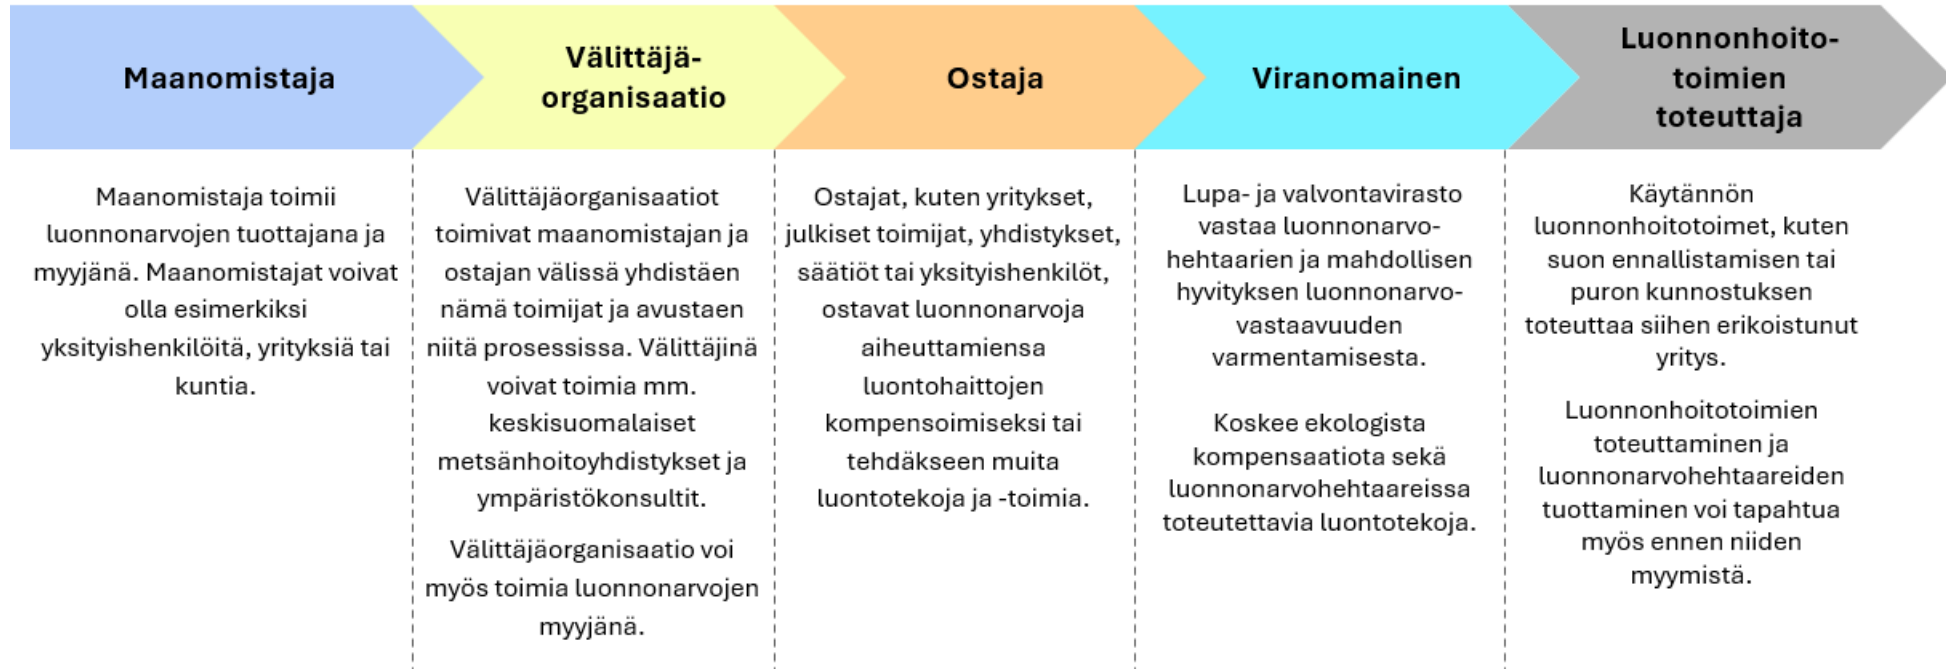 Maanomistaja
Välittäjä-
organisaatio
Ostaja
Viranomainen
Luonnonhoito-
toimien
toteuttaja
Maanomistaja toimii
luonnonarvojen tuottajana ja
myyjänä. Maanomistajat voivat
olla esimerkiksi
yksityishenkilöitä, yrityksiä tai
kuntia.
Välittäjäorganisaatiot
toimivat maanomistajan ja
ostajan välissä yhdistäen
nämä toimijat ja avustaen
niitä prosessissa. Välittäjinä
voivat toimia mm.
keskisuomalaiset
metsänhoitoyhdistykset ja
ympäristökonsultit.
Välittäjäorganisaatio voi
myös toimia luonnonarvojen
myyjänä.
Ostajat, kuten yritykset,
julkiset toimijat, yhdistykset,
säätiöt tai yksityishenkilöt,
ostavat luonnonarvoja
aiheuttamiensa
luontohaittojen
kompensoimiseksi tai
tehdäkseen muita
luontotekoja ja -toimia.
Lupa- ja valvontavirasto
vastaa luonnonarvo-
hehtaarien ja mahdollisen
hyvityksen luonnonarvo-
vastaavuuden
varmentamisesta.
Koskee ekologista
kompensaatiota sekä
luonnonarvohehtaareissa
toteutettavia luontotekoja.
Käytännön
luonnonhoitotoimet, kuten
suon ennallistamisen tai
puron kunnostuksen
toteuttaa siihen erikoistunut
yritys.
Luonnonhoitotoimien
toteuttaminen ja
luonnonarvohehtaareiden
tuottaminen voi tapahtua
myös ennen niiden
myymistä.